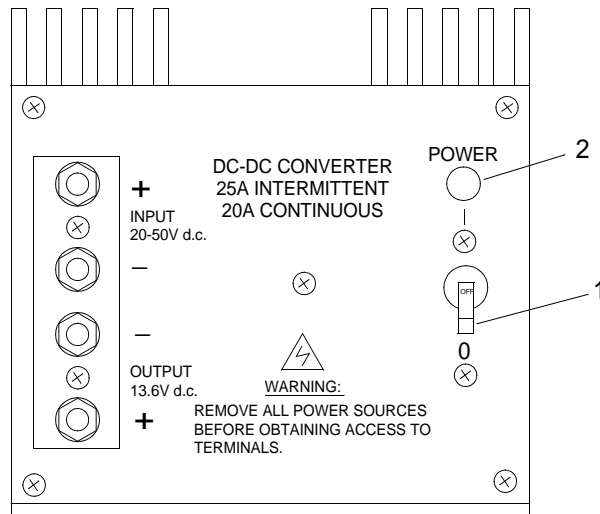 DC-DC CONVERTER
25A INTERMITTENT
20A CONTINUOUS
POWER
2
+
INPUT
20-50V d.c.
–
|
OFF
1
0
–
OUTPUT
13.6V d.c.
+
WARNING:
REMOVE ALL POWER SOURCES
BEFORE OBTAINING ACCESS TO
TERMINALS.